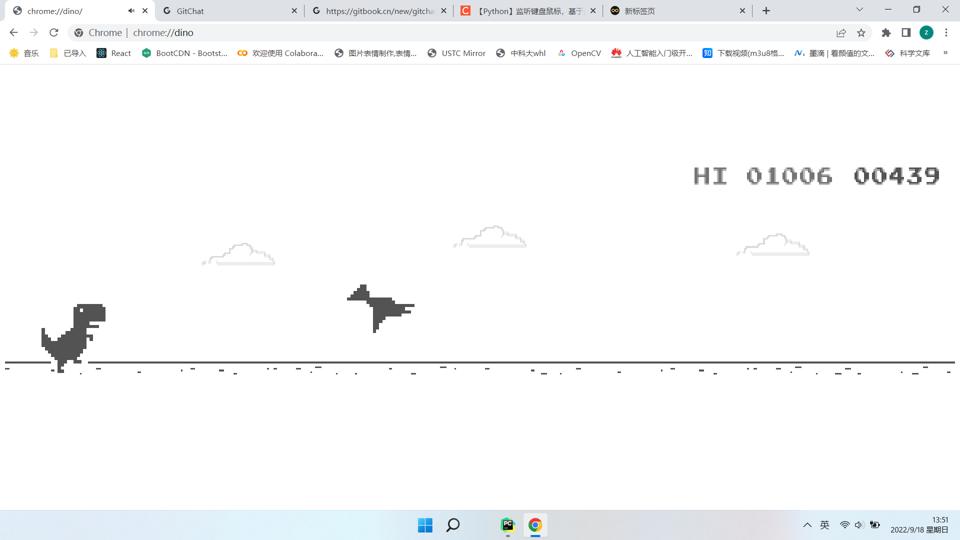 chrome://dino/
GitChat
https://gitbook.cn/new/gitcha
【Python】监听键盘鼠标、基于
新标签页
Chrome | chrome://dino
音乐
已导入
React
BootCDN - Bootst...
欢迎使用 Colabora...
图片表情制作,表情...
USTC Mirror
中科大whl
OpenCV
人工智能入门级开...
下载视频(m3u8格...
墨滴 | 看颜值的文...
科学文库
»
HI 01006 00439
英
13:51
2022/9/18 星期日